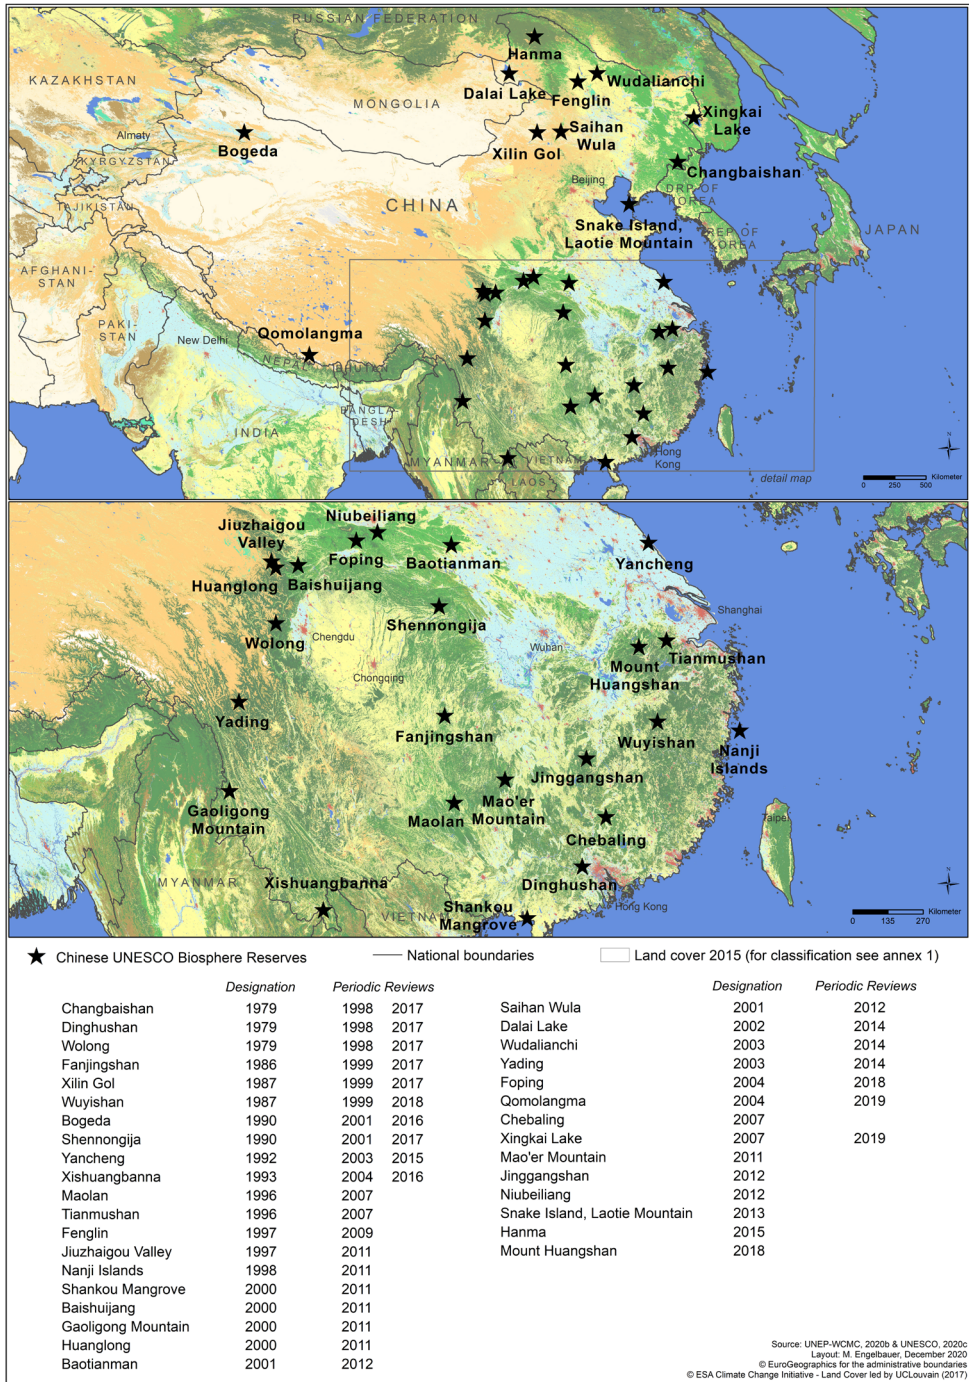 RUSSIAN FEDERATION
Hanma
KAZAKHSTAN
Dalai Lake
Wudalianchi
Fenglin
MONGOLIA
Xingkai
Lake
Almaty
Bogeda
Saihan
Wula
Xilin Gol
KYRGYZSTAN
Changbaishan
Beijing
TAJIKISTAN
DRP OF
KOREA
CHINA
Snake Island,
Laotie Mountain
REP OF
KOREA
JAPAN
AFGHANI-
STAN
PAKI-
STAN
New Delhi
Qomolangma
NEPAL
BHUTAN
BANGLA-
DESH
INDIA
MYANMAR
VIETNAM
LAOS
Hong
Kong
detail map
N
Kilometer
0 250 500
Niubeiliang
Jiuzhaigou
Valley
Foping
Baotianman
Yancheng
Huanglong
Baishuijang
Shennongija
Shanghai
Wolong
Chengdu
Wuhan
Tianmushan
Mount
Huangshan
Chongqing
Yading
Fanjingshan
Wuyishan
Nanji
Islands
Jinggangshan
Gaoligong
Mountain
Mao'er
Mountain
Maolan
Chebaling
Taipei
MYANMAR
Xishuangbanna
Dinghushan
VIETNAM
Shankou
Mangrove
Hong Kong
N
Kilometer
0 135 270
Chinese UNESCO Biosphere Reserves
National boundaries
Land cover 2015 (for classification see annex 1)
Designation Periodic Reviews
Changbaishan 1979 1998 2017
Dinghushan 1979 1998 2017
Wolong 1979 1998 2017
Fanjingshan 1986 1999 2017
Xilin Gol 1987 1999 2017
Wuyishan 1987 1999 2018
Bogeda 1990 2001 2016
Shennongija 1990 2001 2017
Yancheng 1992 2003 2015
Xishuangbanna 1993 2004 2016
Maolan 1996 2007
Tianmushan 1996 2007
Fenglin 1997 2009
Jiuzhaigou Valley 1997 2011
Nanji Islands 1998 2011
Shankou Mangrove 2000 2011
Baishuijang 2000 2011
Gaoligong Mountain 2000 2011
Huanglong 2000 2011
Baotianman 2001 2012
Designation Periodic Reviews
Saihan Wula 2001 2012
Dalai Lake 2002 2014
Wudalianchi 2003 2014
Yading 2003 2014
Foping 2004 2018
Qomolangma 2004 2019
Chebaling 2007
Xingkai Lake 2007 2019
Mao'er Mountain 2011
Jinggangshan 2012
Niubeiliang 2012
Snake Island, Laotie Mountain 2013
Hanma 2015
Mount Huangshan 2018
Source: UNEP-WCMC, 2020b & UNESCO, 2020c
Layout: M. Engelbauer, December 2020
© EuroGeographics for the administrative boundaries
© ESA Climate Change Initiative - Land Cover led by UCLouvain (2017)